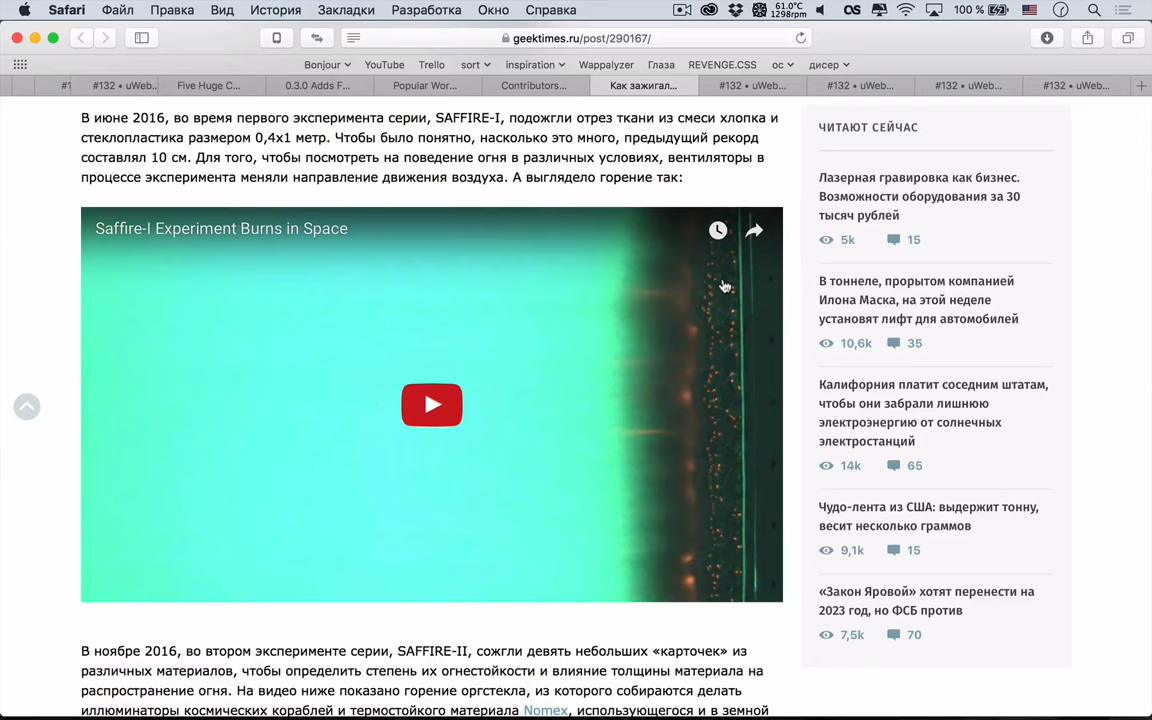 Safari Файл Правка Вид История Закладки Разработка Окно Справка
61.0°C
1298rpm
100 %
geektimes.ru/post/290167/
Bonjour YouTube Trello sort inspiration Wappalyzer Глаза REVENGE.CSS ос дисер
#1 #132 • uWeb... Five Huge C... 0.3.0 Adds F... Popular Wor... Contributors... Как зажигал... #132 • uWeb... #132 • uWeb... #132 • uWeb... #132 • uWeb...
В июне 2016, во время первого эксперимента серии, SAFFIRE-I, подожгли отрез ткани из смеси хлопка и
стеклопластика размером 0,4x1 метр. Чтобы было понятно, насколько это много, предыдущий рекорд
составлял 10 см. Для того, чтобы посмотреть на поведение огня в различных условиях, вентиляторы в
процессе эксперимента меняли направление движения воздуха. А выглядело горение так:
Saffire-I Experiment Burns in Space
В ноябре 2016, во втором эксперименте серии, SAFFIRE-II, сожгли девять небольших «карточек» из
различных материалов, чтобы определить степень их огнестойкости и влияние толщины материала на
распространение огня. На видео ниже показано горение оргстекла, из которого собираются делать
иллюминаторы космических кораблей и термостойкого материала Nomex, использующегося и в земной
ЧИТАЮТ СЕЙЧАС
Лазерная гравировка как бизнес.
Возможности оборудования за 30
тысяч рублей
5k 15
В тоннеле, прорытом компанией
Илона Маска, на этой неделе
установят лифт для автомобилей
10,6k 35
Калифорния платит соседним штатам,
чтобы они забрали лишнюю
электроэнергию от солнечных
электростанций
14k 65
Чудо-лента из США: выдержит тонну,
весит несколько граммов
9,1k 15
«Закон Яровой» хотят перенести на
2023 год, но ФСБ против
7,5k 70